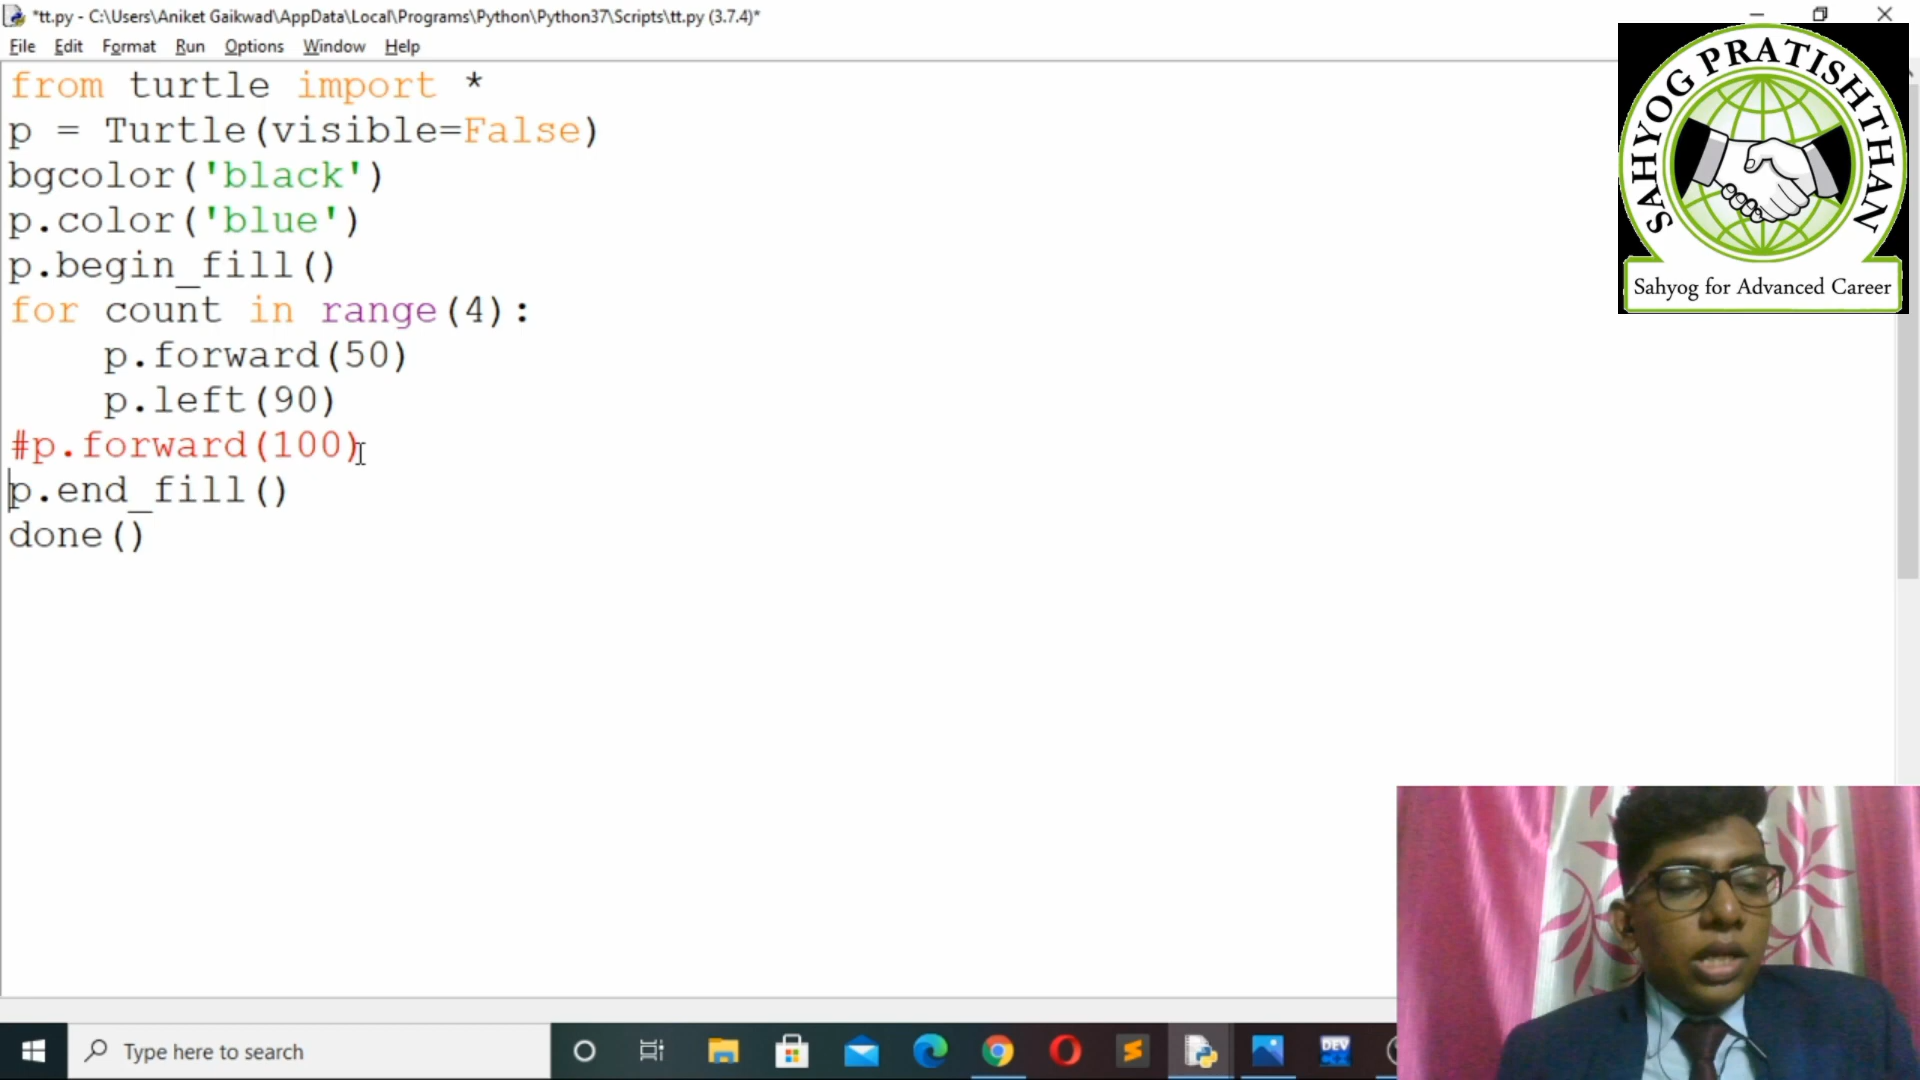 *tt.py - C:\Users\Aniket Gaikwad\AppData\Local\Programs\Python\Python37\Scripts\tt.py (3.7.4)*
File Edit Format Run Options Window Help
from turtle import *
p = Turtle(visible=False)
bgcolor('black')
p.color('blue')
p.begin_fill()
for count in range(4):
    p.forward(50)
    p.left(90)
#p.forward(100)
p.end_fill()
done()
SAHYOG PRATISHTHAN
Sahyog for Advanced Career
Type here to search
DEV